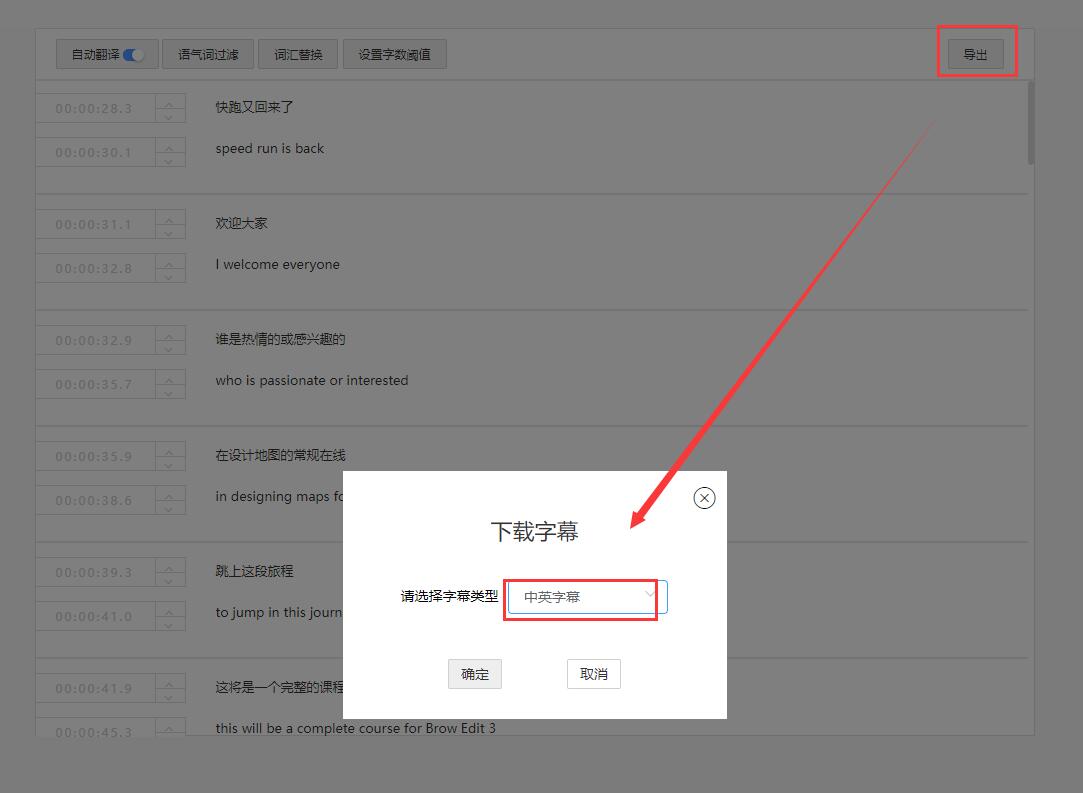 自动翻译 语气词过滤 词汇替换 设置字数阈值 导出
00:00:28.3 快跑又回来了
00:00:30.1 speed run is back
00:00:31.1 欢迎大家
00:00:32.8 I welcome everyone
00:00:32.9 谁是热情的或感兴趣的
00:00:35.7 who is passionate or interested
00:00:35.9 在设计地图的常规在线
00:00:38.6 in designing maps fo
00:00:39.3 跳上这段旅程
00:00:41.0 to jump in this journ
00:00:41.9 这将是一个完整的课程
00:00:45.3 this will be a complete course for Brow Edit 3
下载字幕
请选择字幕类型 中英字幕
确定 取消